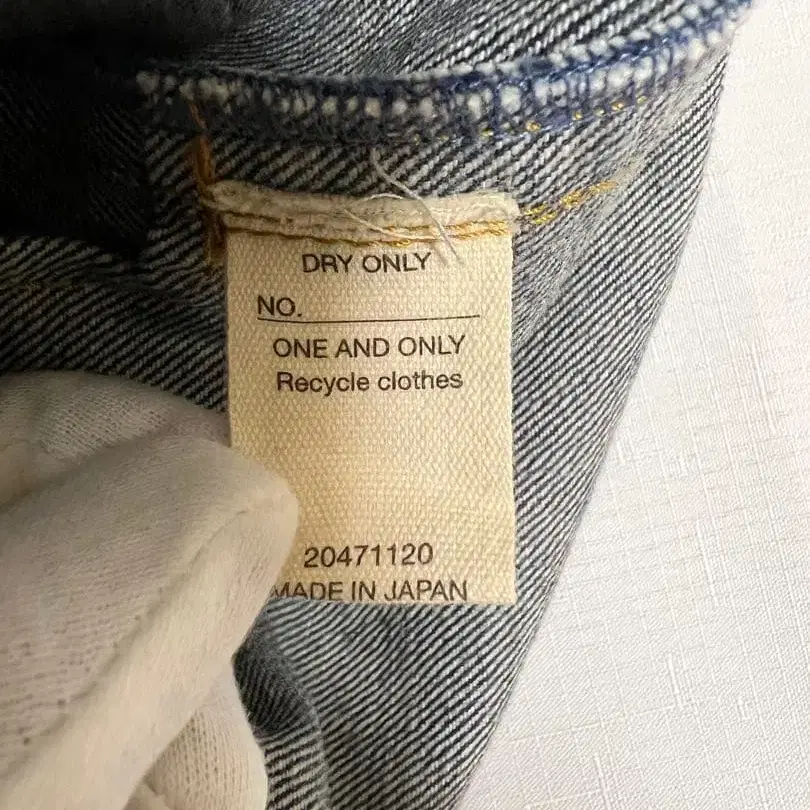 DRY ONLY
NO.
ONE AND ONLY
Recycle clothes
20471120
MADE IN JAPAN